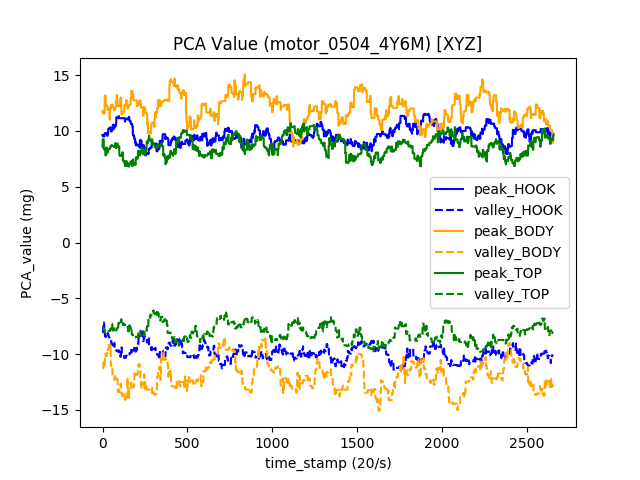 PCA Value (motor_0504_4Y6M) [XYZ]
PCA_value (mg)
15
10
5
0
−5
−10
−15
peak_HOOK
valley_HOOK
peak_BODY
valley_BODY
peak_TOP
valley_TOP
0 500 1000 1500 2000 2500
time_stamp (20/s)